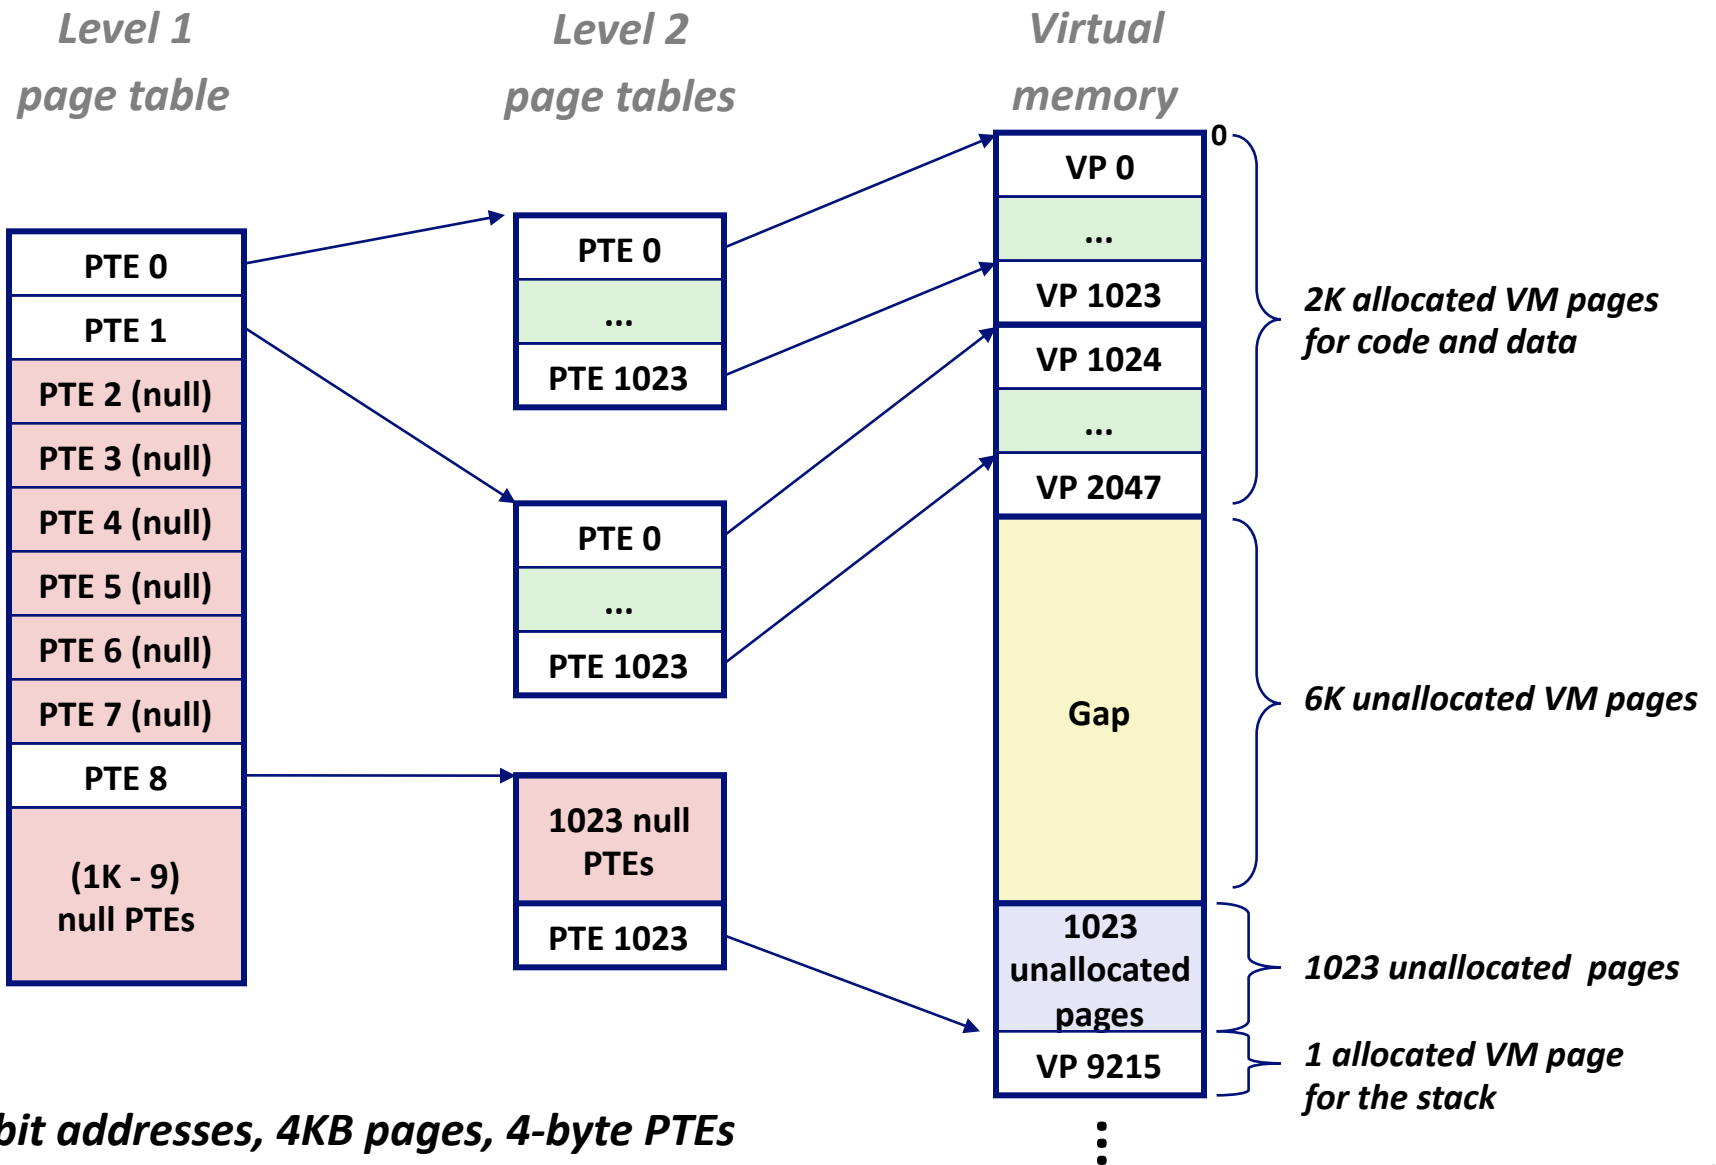 Level 1
page table
Level 2
page tables
Virtual
memory
PTE 0
PTE 1
PTE 2 (null)
PTE 3 (null)
PTE 4 (null)
PTE 5 (null)
PTE 6 (null)
PTE 7 (null)
PTE 8
(1K - 9)
null PTEs
PTE 0
...
PTE 1023
PTE 0
...
PTE 1023
1023 null
PTEs
PTE 1023
0
VP 0
...
VP 1023
VP 1024
...
VP 2047
Gap
1023
unallocated
pages
VP 9215
2K allocated VM pages
for code and data
6K unallocated VM pages
1023 unallocated pages
1 allocated VM page
for the stack
bit addresses, 4KB pages, 4-byte PTEs